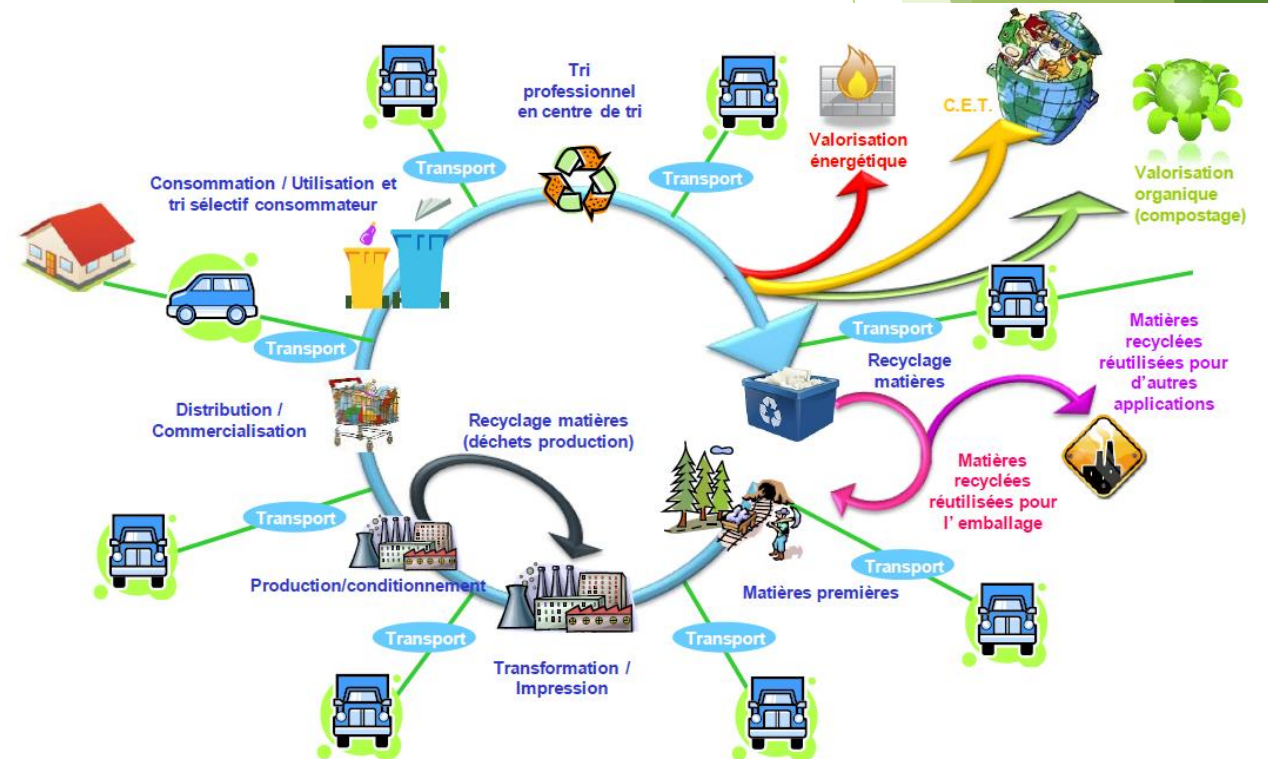 Tri
professionnel
en centre de tri
Transport
Transport
Valorisation
énergétique
C.E.T.
Valorisation
organique
(compostage)
Consommation / Utilisation et
tri sélectif consommateur
Transport
Transport
Recyclage
matières
Matières
recyclées
réutilisées pour
d’autres
applications
Distribution /
Commercialisation
Recyclage matières
(déchets production)
Matières
recyclées
réutilisées pour
l’ emballage
Transport
Transport
Production/conditionnement
Matières premières
Transport
Transport
Transformation /
Impression